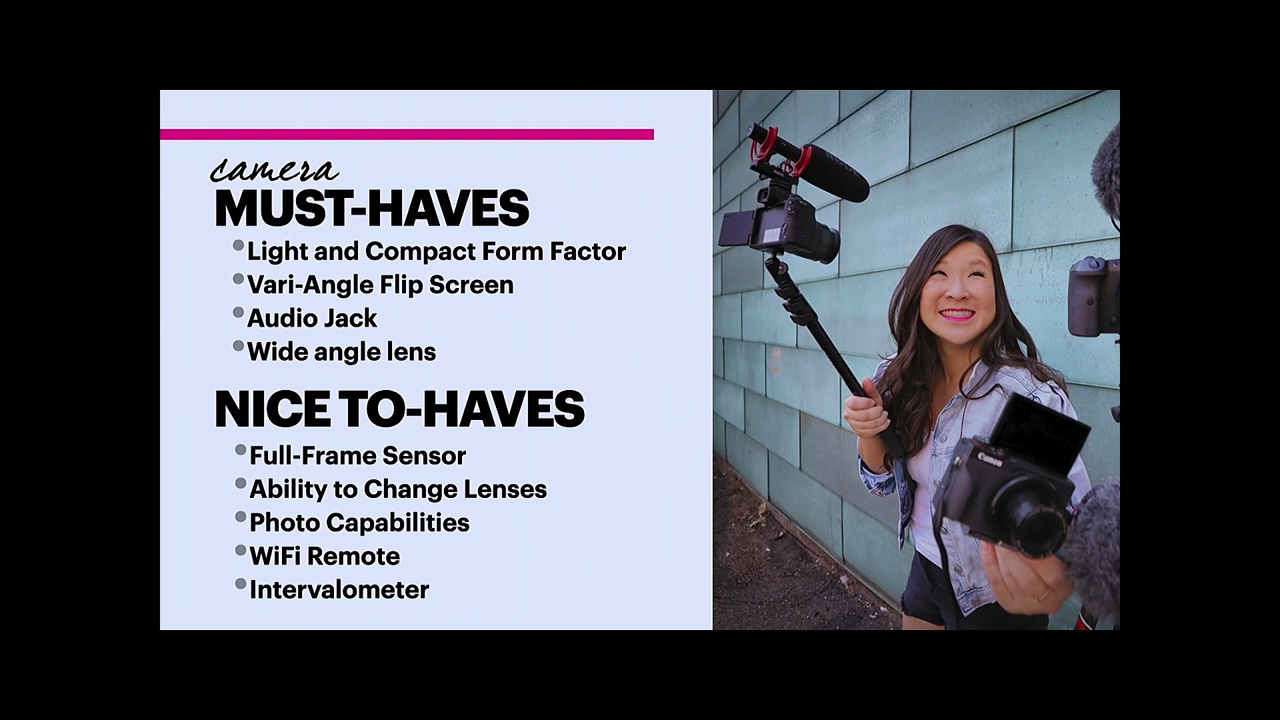 camera
MUST-HAVES
Light and Compact Form Factor
Vari-Angle Flip Screen
Audio Jack
Wide angle lens
NICE TO-HAVES
Full-Frame Sensor
Ability to Change Lenses
Photo Capabilities
WiFi Remote
Intervalometer
Canon